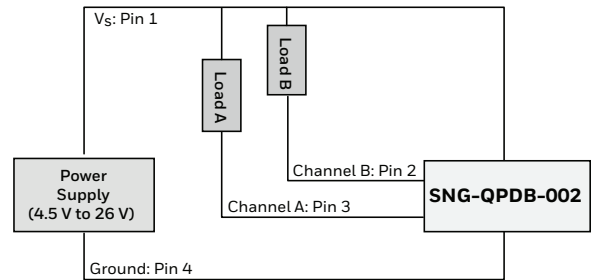 VS: Pin 1
Load A
Load B
Power
Supply
(4.5 V to 26 V)
Channel B: Pin 2
SNG-QPDB-002
Channel A: Pin 3
Ground: Pin 4